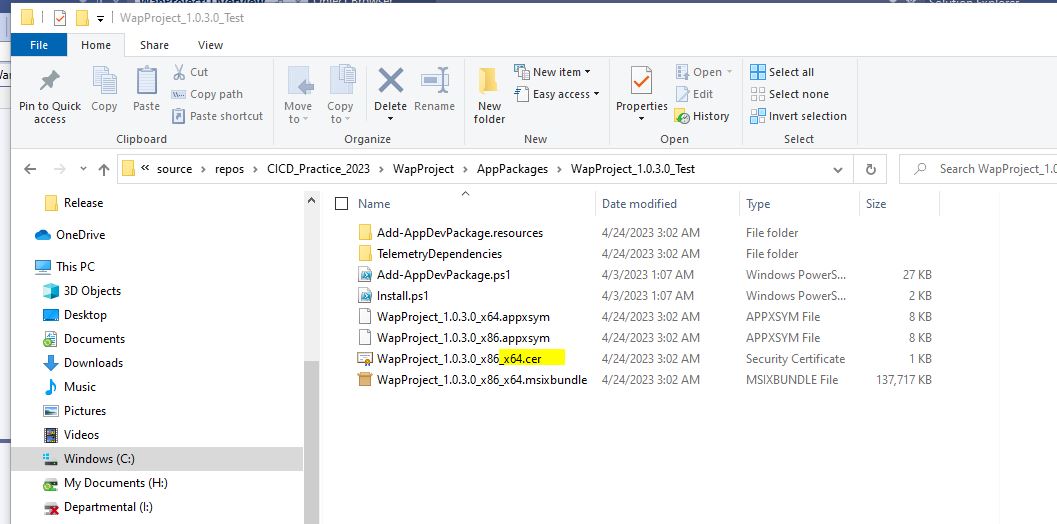 WapProject_1.0.3.0_Test
File Home Share View
Pin to Quick access
Copy
Paste
Cut
Copy path
Paste shortcut
Clipboard
Move to
Copy to
Delete
Rename
Organize
New folder
New item
Easy access
New
Properties
Open
Edit
History
Open
Select all
Select none
Invert selection
Select
« source › repos › CICD_Practice_2023 › WapProject › AppPackages › WapProject_1.0.3.0_Test
Search WapProject_1.0
Release
OneDrive
This PC
3D Objects
Desktop
Documents
Downloads
Music
Pictures
Videos
Windows (C:)
My Documents (H:)
Departmental (I:)
Name Date modified Type Size
Add-AppDevPackage.resources 4/24/2023 3:02 AM File folder
TelemetryDependencies 4/24/2023 3:02 AM File folder
Add-AppDevPackage.ps1 4/3/2023 1:07 AM Windows PowerS... 27 KB
Install.ps1 4/3/2023 1:07 AM Windows PowerS... 2 KB
WapProject_1.0.3.0_x64.appxsym 4/24/2023 3:02 AM APPXSYM File 8 KB
WapProject_1.0.3.0_x86.appxsym 4/24/2023 3:02 AM APPXSYM File 8 KB
WapProject_1.0.3.0_x86_x64.cer 4/24/2023 3:02 AM Security Certificate 1 KB
WapProject_1.0.3.0_x86_x64.msixbundle 4/24/2023 3:02 AM MSIXBUNDLE File 137,717 KB